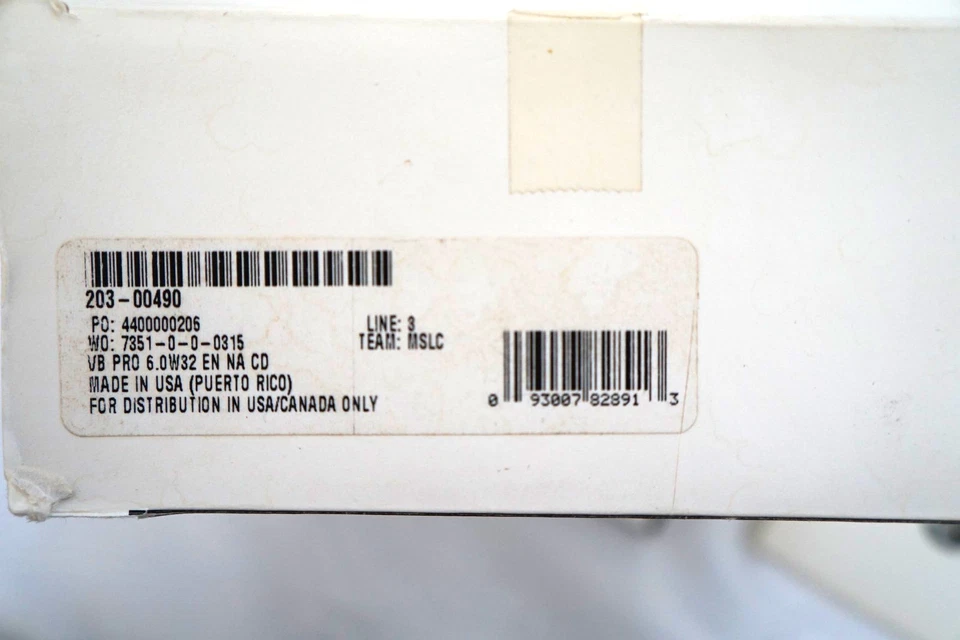 203-00490
PO: 4400000206
LINE: 3
WO: 7351-0-0-0315
TEAM: MSLC
VB PRO 6.0W32 EN NA CD
MADE IN USA (PUERTO RICO)
FOR DISTRIBUTION IN USA/CANADA ONLY
0 93007 82891 3